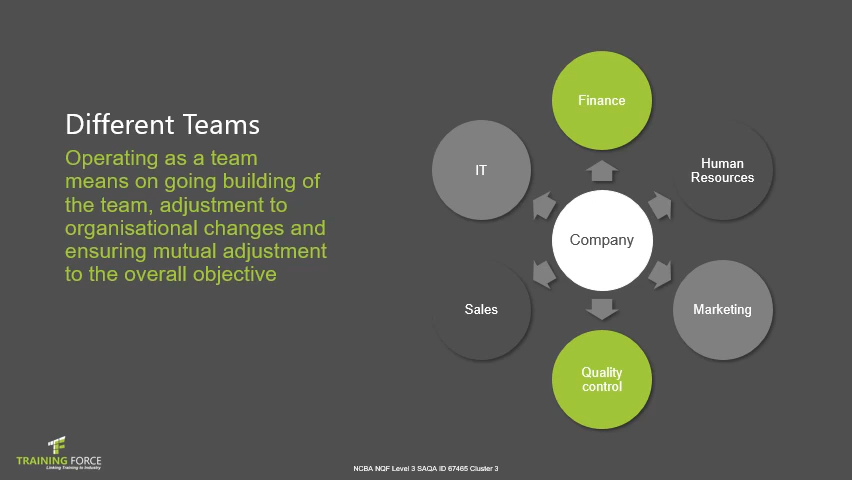 Different Teams
Operating as a team
means on going building of
the team, adjustment to
organisational changes and
ensuring mutual adjustment
to the overall objective
Finance
IT
Human
Resources
Company
Sales
Marketing
Quality
control
TRAINING FORCE
Linking Training to Industry
NCBA NQF Level 3 SAQA ID 67465 Cluster 3